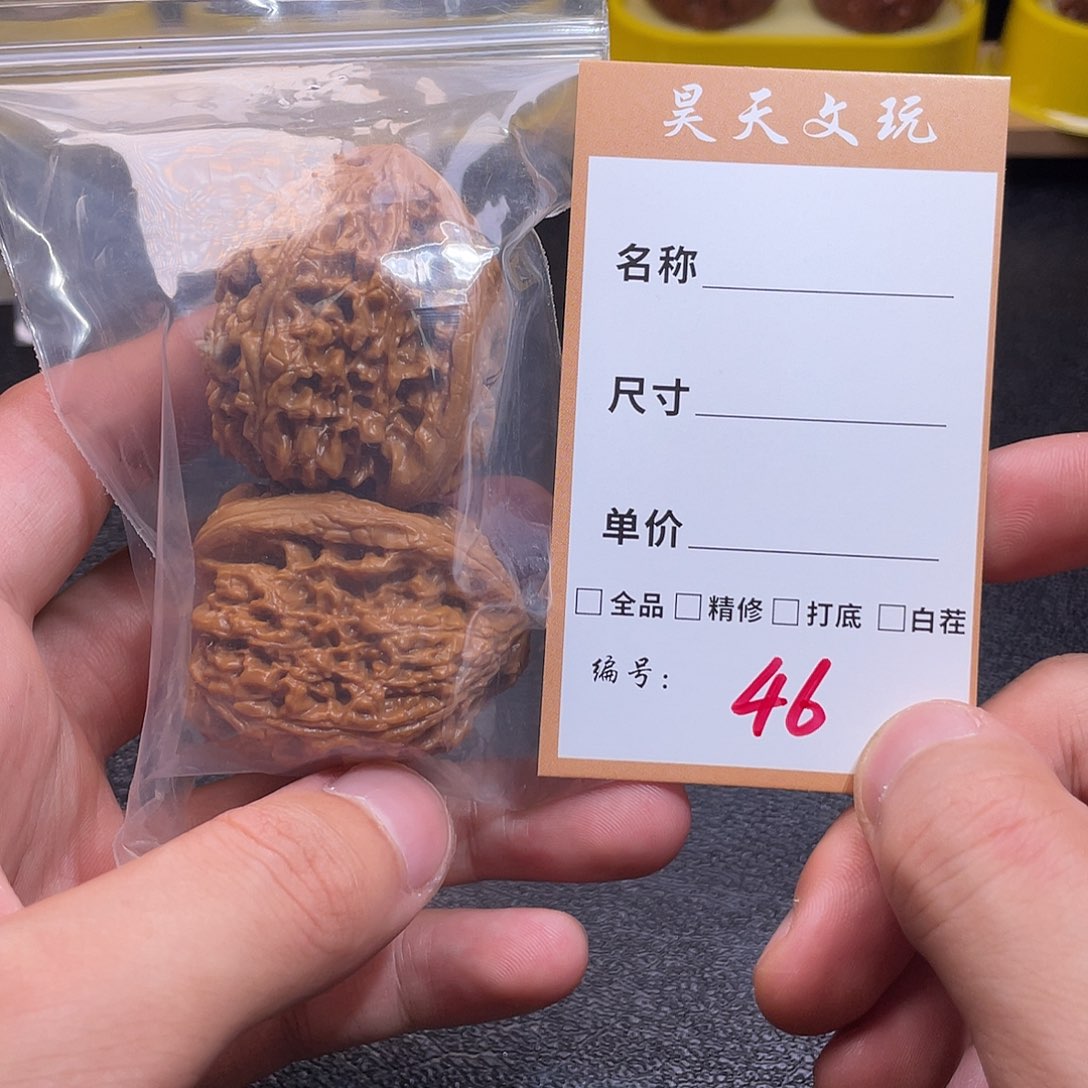 昊天文玩
名称
尺寸
单价
□全品 □精修 □打底 □白茬
编号: 46